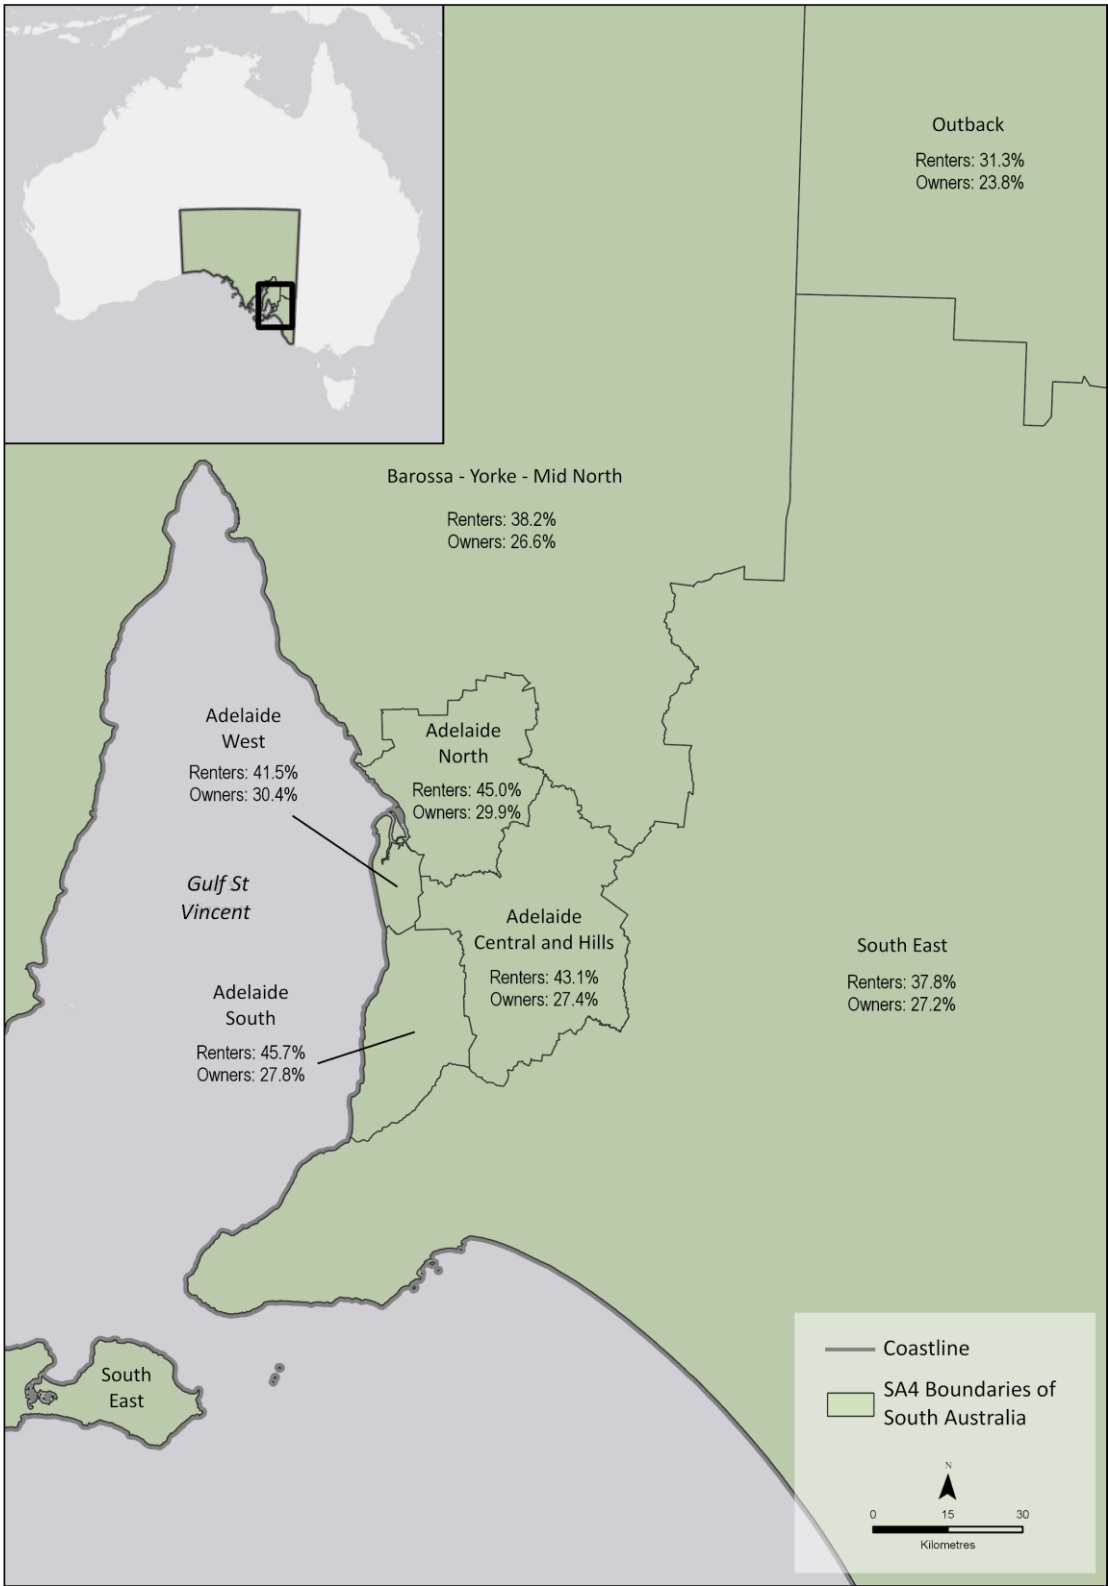 Outback
Renters: 31.3%
Owners: 23.8%
Barossa - Yorke - Mid North
Renters: 38.2%
Owners: 26.6%
Adelaide
West
Renters: 41.5%
Owners: 30.4%
Adelaide
North
Renters: 45.0%
Owners: 29.9%
Gulf St
Vincent
Adelaide
Central and Hills
Renters: 43.1%
Owners: 27.4%
South East
Renters: 37.8%
Owners: 27.2%
Adelaide
South
Renters: 45.7%
Owners: 27.8%
South
East
Coastline
SA4 Boundaries of
South Australia
N
0 15 30
Kilometres